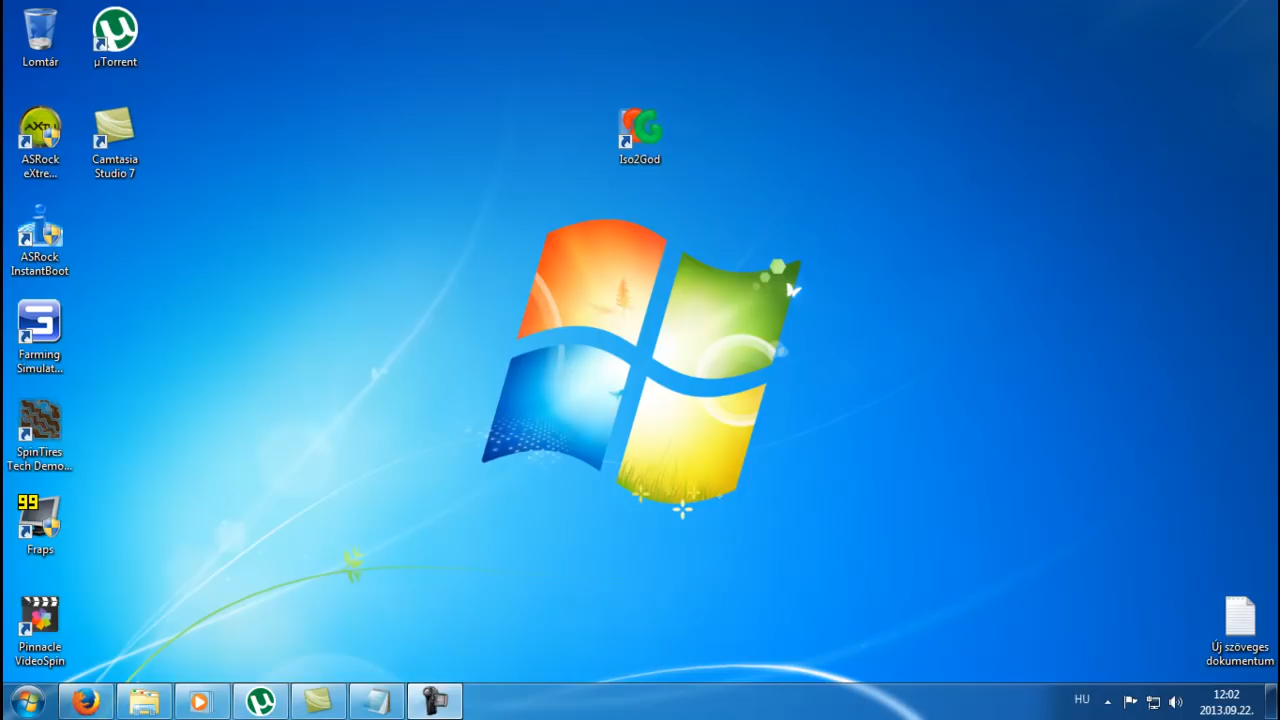 Lomtár
µTorrent
ASRock
eXtre...
Camtasia
Studio 7
Iso2God
ASRock
InstantBoot
Farming
Simulat...
SpinTires
Tech Demo...
99
Fraps
Pinnacle
VideoSpin
Új szöveges
dokumentum
HU
12:02
2013.09.22.